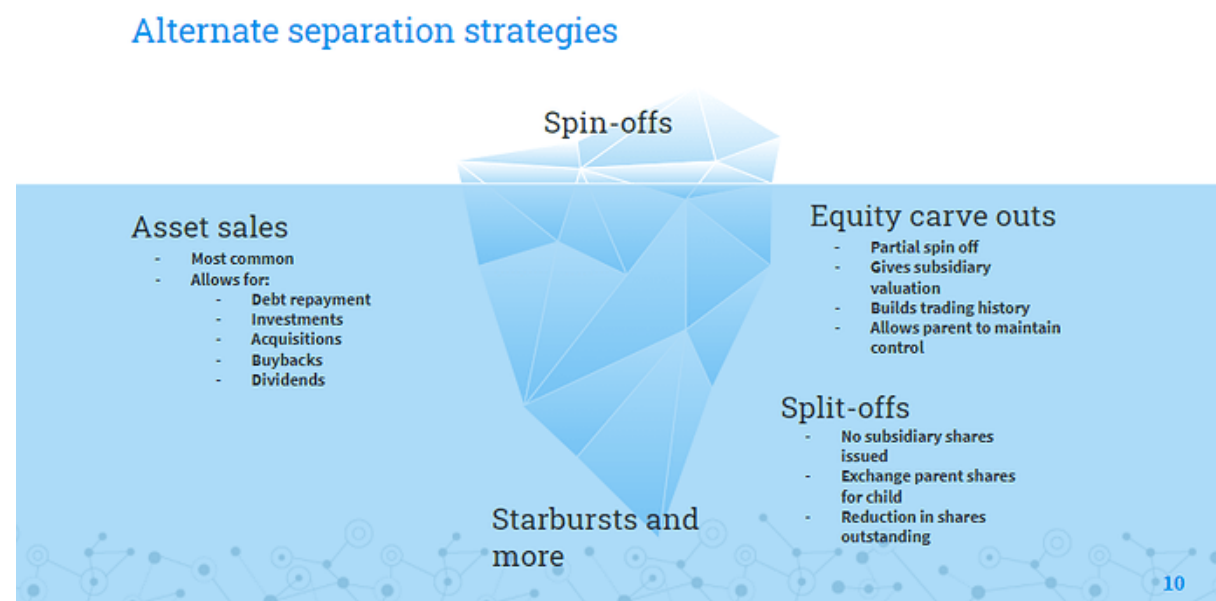 Alternate separation strategies
Spin-offs
Asset sales
- Most common
- Allows for:
- Debt repayment
- Investments
- Acquisitions
- Buybacks
- Dividends
Equity carve outs
- Partial spin off
- Gives subsidiary
valuation
- Builds trading history
- Allows parent to maintain
control
Split-offs
- No subsidiary shares
issued
- Exchange parent shares
for child
- Reduction in shares
outstanding
Starbursts and
more
10